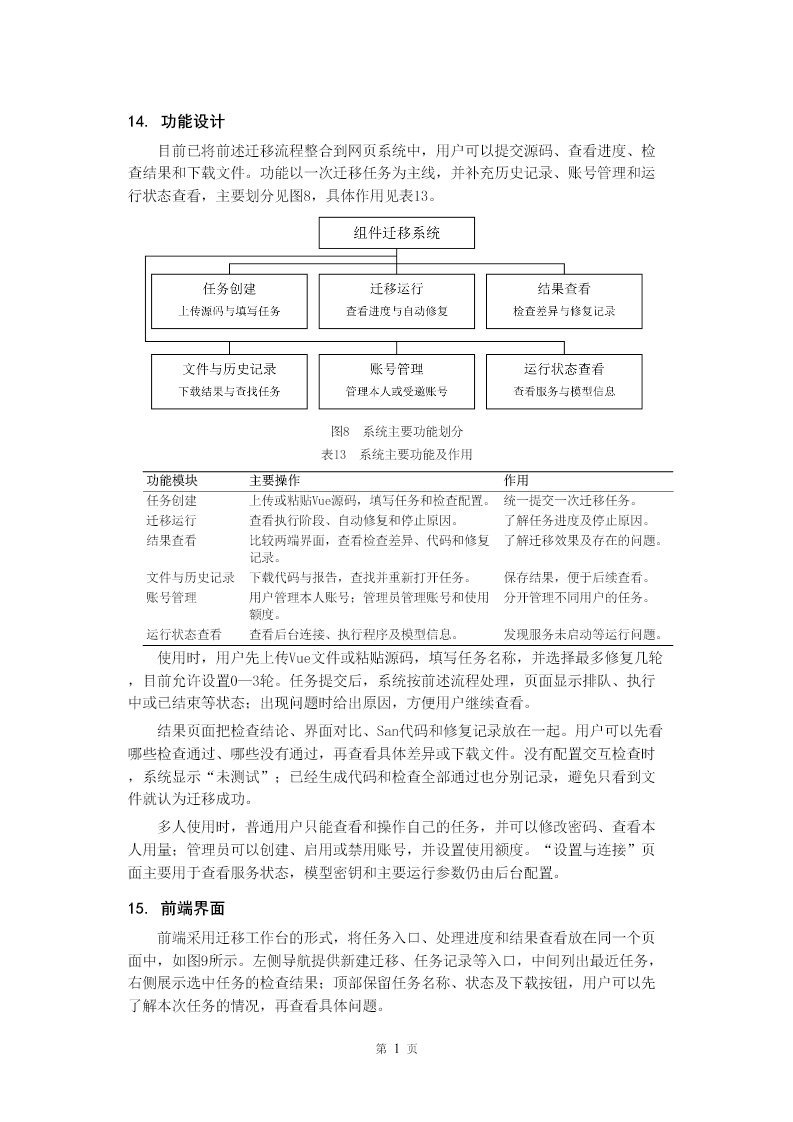 14. 功能设计
目前已将前述迁移流程整合到网页系统中，用户可以提交源码、查看进度、检
查结果和下载文件。功能以一次迁移任务为主线，并补充历史记录、账号管理和运
行状态查看，主要划分见图8，具体作用见表13。
组件迁移系统
任务创建
上传源码与填写任务
迁移运行
查看进度与自动修复
结果查看
检查差异与修复记录
文件与历史记录
下载结果与查找任务
账号管理
管理本人或受邀账号
运行状态查看
查看服务与模型信息
图8 系统主要功能划分
表13 系统主要功能及作用
功能模块 主要操作 作用
任务创建 上传或粘贴Vue源码，填写任务和检查配置。 统一提交一次迁移任务。
迁移运行 查看执行阶段、自动修复和停止原因。 了解任务进度及停止原因。
结果查看 比较两端界面，查看检查差异、代码和修复 了解迁移效果及存在的问题。
记录。
文件与历史记录 下载代码与报告，查找并重新打开任务。 保存结果，便于后续查看。
账号管理 用户管理本人账号；管理员管理账号和使用 分开管理不同用户的任务。
额度。
运行状态查看 查看后台连接、执行程序及模型信息。 发现服务未启动等运行问题。
使用时，用户先上传Vue文件或粘贴源码，填写任务名称，并选择最多修复几轮
，目前允许设置0—3轮。任务提交后，系统按前述流程处理，页面显示排队、执行
中或已结束等状态；出现问题时给出原因，方便用户继续查看。
结果页面把检查结论、界面对比、San代码和修复记录放在一起。用户可以先看
哪些检查通过、哪些没有通过，再查看具体差异或下载文件。没有配置交互检查时
，系统显示“未测试”；已经生成代码和检查全部通过也分别记录，避免只看到文
件就认为迁移成功。
多人使用时，普通用户只能查看和操作自己的任务，并可以修改密码、查看本
人用量；管理员可以创建、启用或禁用账号，并设置使用额度。“设置与连接”页
面主要用于查看服务状态，模型密钥和主要运行参数仍由后台配置。
15. 前端界面
前端采用迁移工作台的形式，将任务入口、处理进度和结果查看放在同一个页
面中，如图9所示。左侧导航提供新建迁移、任务记录等入口，中间列出最近任务，
右侧展示选中任务的检查结果；顶部保留任务名称、状态及下载按钮，用户可以先
了解本次任务的情况，再查看具体问题。
第 1 页